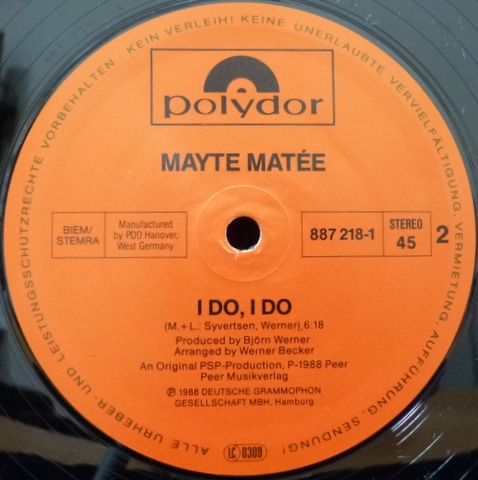 ALLE URHEBER- UND LEISTUNGSSCHUTZRECHTE VORBEHALTEN KEIN VERLEIH! KEINE UNERLAUBTE VERVIELFÄLTIGUNG, VERMIETUNG, AUFFÜHRUNG, SENDUNG!
polydor
MAYTE MATÉE
BIEM/
STEMRA
Manufactured
by PDO Hanover,
West Germany
887 218-1
STEREO
45
2
I DO, I DO
(M. + L.: Syvertsen, Werner) 6:18
Produced by Björn Werner
Arranged by Werner Becker
An Original PSP-Production, P-1988 Peer
Peer Musikverlag
Ⓟ 1988 DEUTSCHE GRAMMOPHON
GESELLSCHAFT MBH, Hamburg
LC 0309